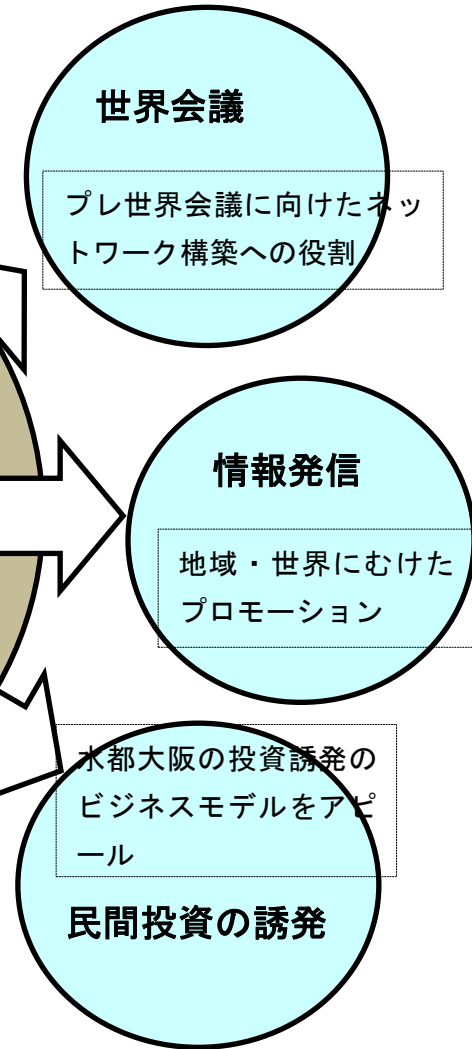 世界会議
プレ世界会議に向けたネッ
トワーク構築への役割
情報発信
地域・世界にむけた
プロモーション
水都大阪の投資誘発の
ビジネスモデルをアピ
ール
民間投資の誘発